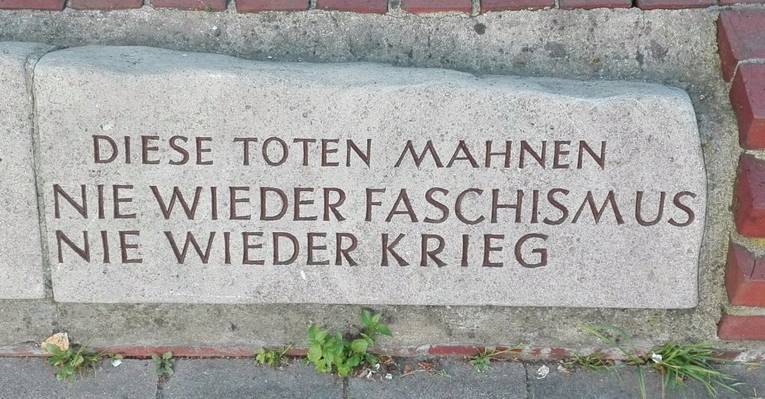 DIESE TOTEN MAHNEN
NIE WIEDER FASCHISMUS
NIE WIEDER KRIEG